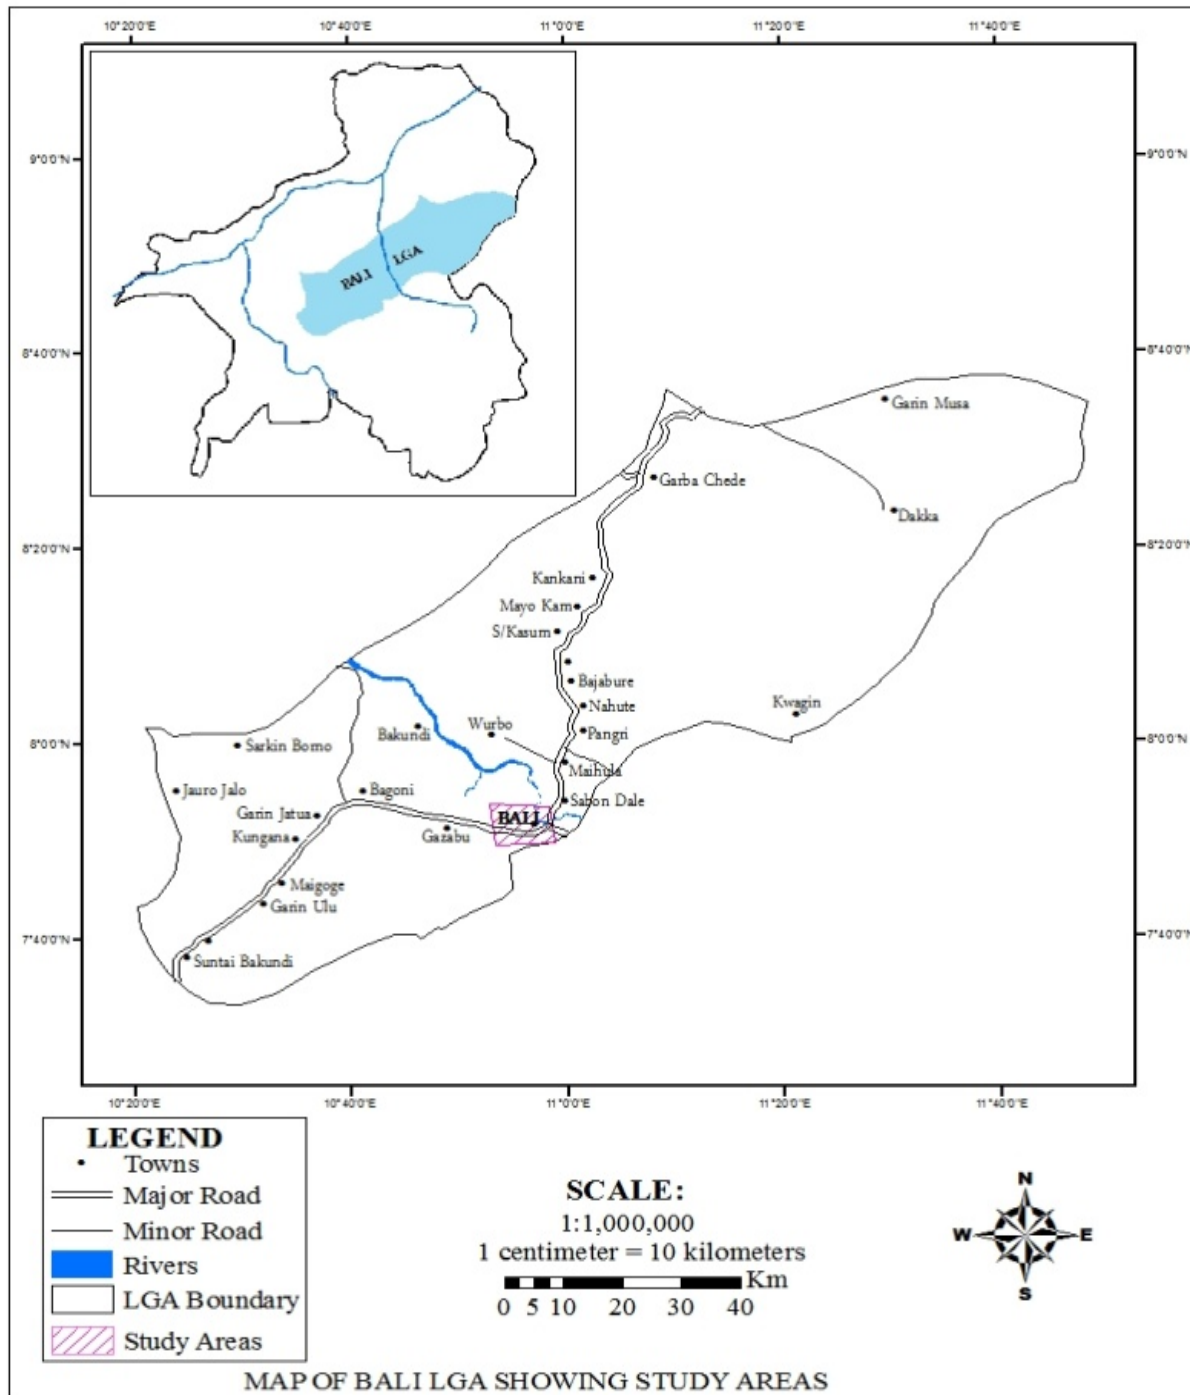 10°20'0"E 10°40'0"E 11°0'0"E 11°20'0"E 11°40'0"E
9°0'0"N 9°0'0"N
BALI LGA
8°40'0"N 8°40'0"N
Garin Musa
Garba Chede
Dakka
8°20'0"N 8°20'0"N
Kankani
Mayo Kam
S/Kasum
Bajabure
Nahute
Kwagin
Wurbo
Bakundi
Pangri
8°0'0"N 8°0'0"N
Sarkin Bomo
Maihula
Jauro Jalo
Bagoni
Sabon Dale
Garin Jatua
BALI
Kungana
Gazabu
Maigoge
Garin Ulu
7°40'0"N 7°40'0"N
Suntai Bakundi
10°20'0"E 10°40'0"E 11°0'0"E 11°20'0"E 11°40'0"E
LEGEND
Towns
Major Road
Minor Road
Rivers
LGA Boundary
Study Areas
SCALE:
1:1,000,000
1 centimeter = 10 kilometers
Km
0 5 10 20 30 40
N
W E
S
MAP OF BALI LGA SHOWING STUDY AREAS